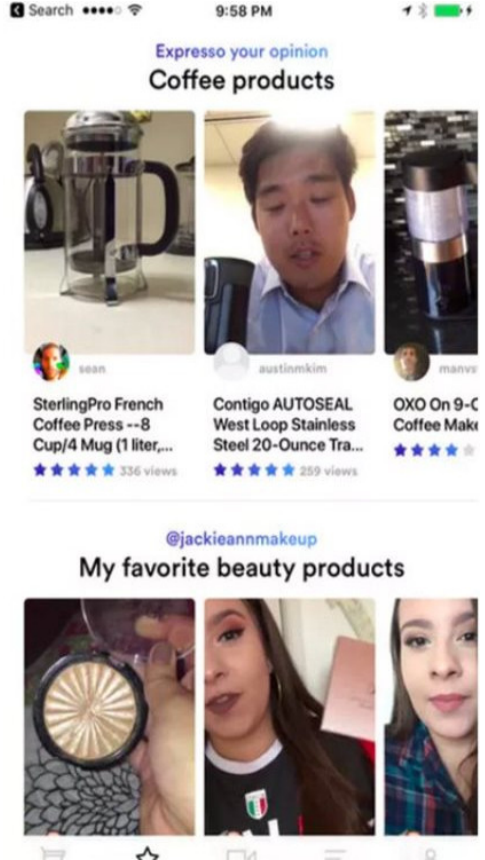 Search
9:58 PM
Expresso your opinion
Coffee products
sean
austinmkim
manvs
SterlingPro French
Coffee Press --8
Cup/4 Mug (1 liter,...
336 views
Contigo AUTOSEAL
West Loop Stainless
Steel 20-Ounce Tra...
259 views
OXO On 9-C
Coffee Make
@jackieannmakeup
My favorite beauty products